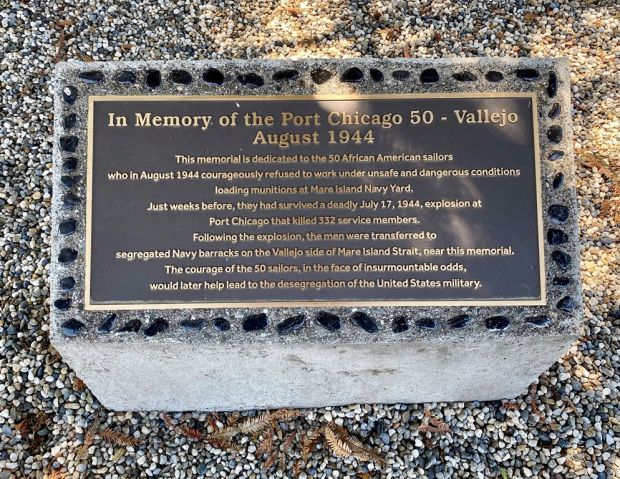 In Memory of the Port Chicago 50 - Vallejo
August 1944
This memorial is dedicated to the 50 African American sailors
who in August 1944 courageously refused to work under unsafe and dangerous conditions
loading munitions at Mare Island Navy Yard.
Just weeks before, they had survived a deadly July 17, 1944, explosion at
Port Chicago that killed 332 service members.
Following the explosion, the men were transferred to
segregated Navy barracks on the Vallejo side of Mare Island Strait, near this memorial.
The courage of the 50 sailors, in the face of insurmountable odds,
would later help lead to the desegregation of the United States military.